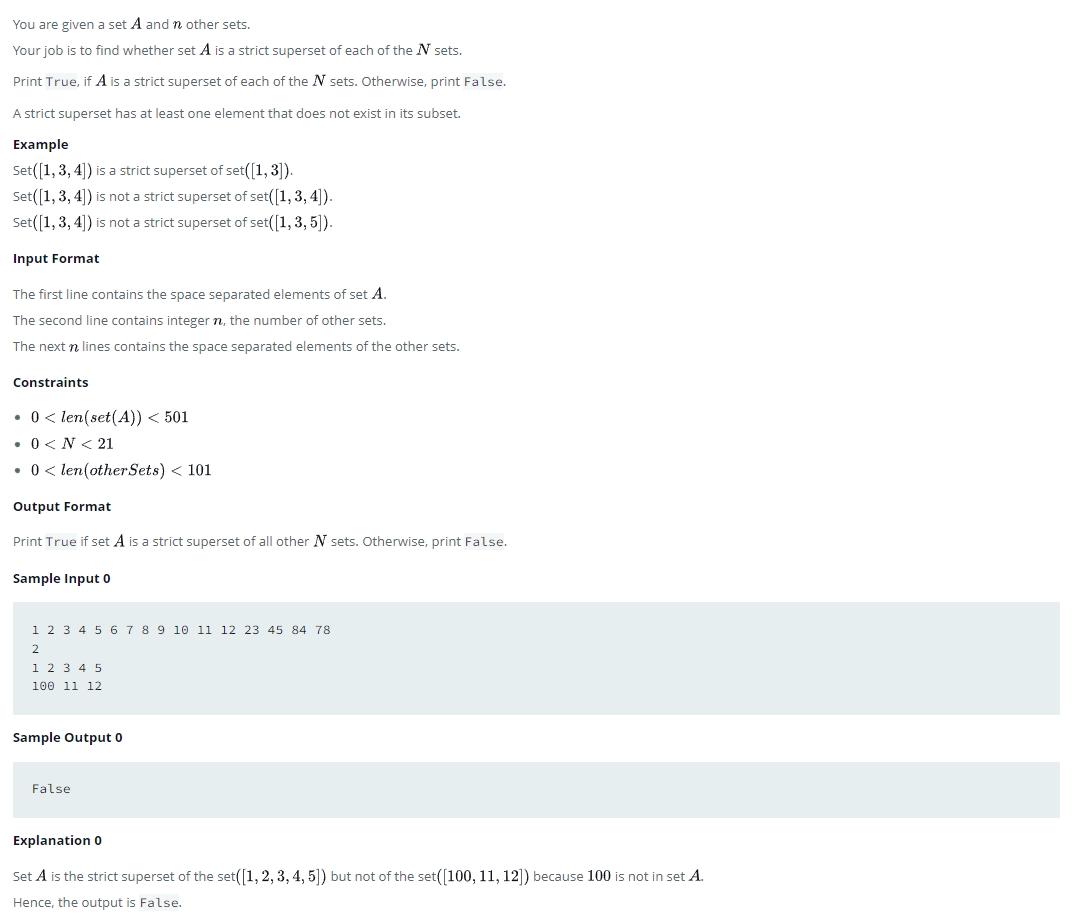 You are given a set A and n other sets.
Your job is to find whether set A is a strict superset of each of the N sets.
Print True, if A is a strict superset of each of the N sets. Otherwise, print False.
A strict superset has at least one element that does not exist in its subset.
Example
Set([1, 3, 4]) is a strict superset of set([1, 3]).
Set([1, 3, 4]) is not a strict superset of set([1, 3, 4]).
Set([1, 3, 4]) is not a strict superset of set([1, 3, 5]).
Input Format
The first line contains the space separated elements of set A.
The second line contains integer n, the number of other sets.
The next n lines contains the space separated elements of the other sets.
Constraints
• 0 < len(set(A)) < 501
• 0 < N < 21
• 0 < len(otherSets) < 101
Output Format
Print True if set A is a strict superset of all other N sets. Otherwise, print False.
Sample Input 0
1 2 3 4 5 6 7 8 9 10 11 12 23 45 84 78
2
1 2 3 4 5
100 11 12
Sample Output 0
False
Explanation 0
Set A is the strict superset of the set([1, 2, 3, 4, 5]) but not of the set([100, 11, 12]) because 100 is not in set A.
Hence, the output is False.